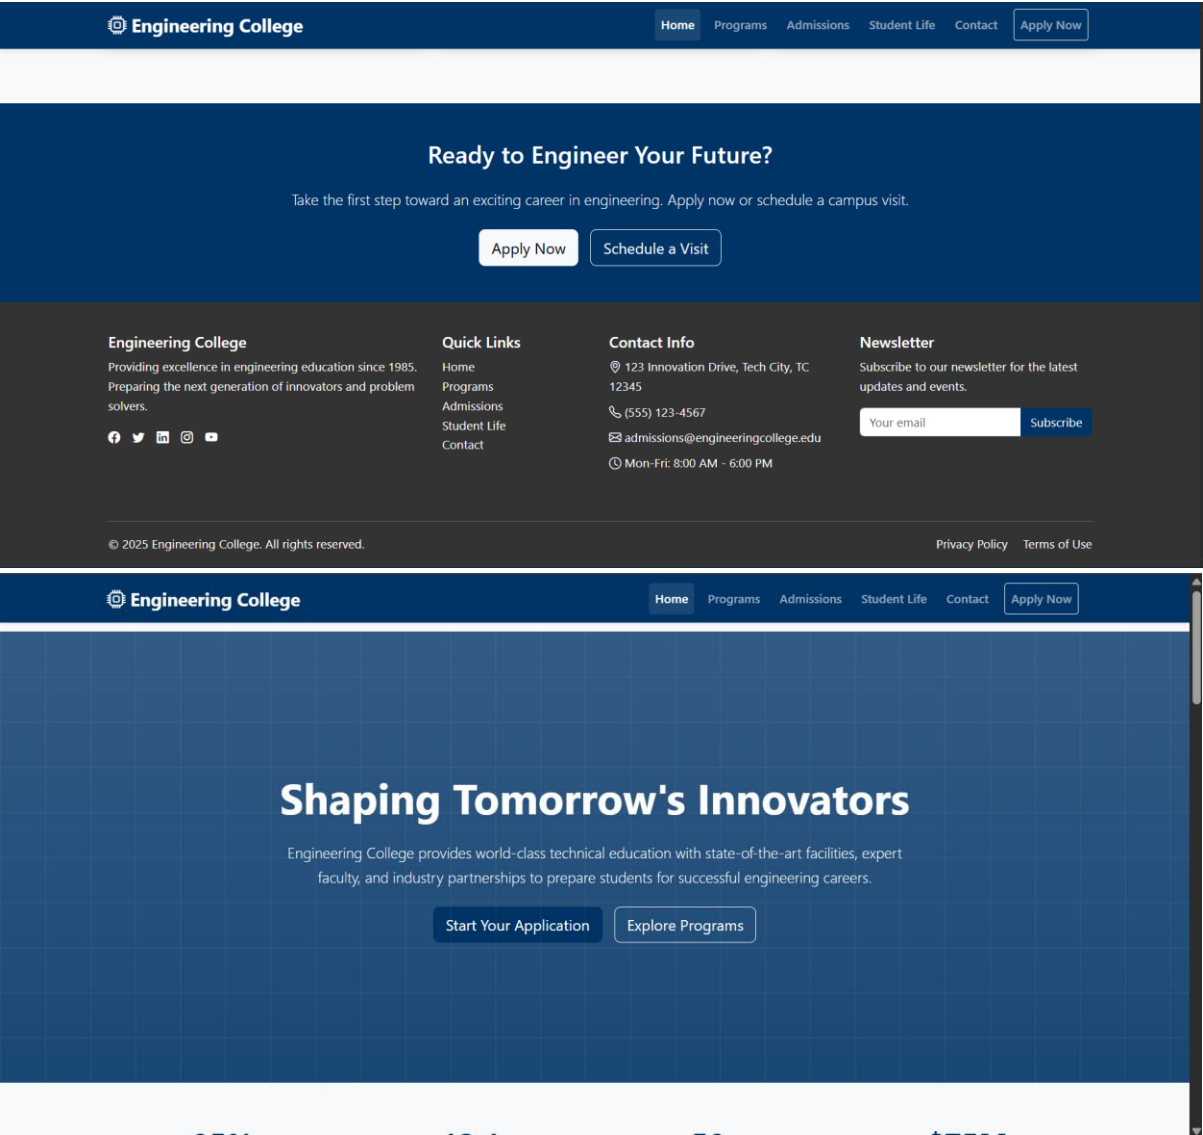 Engineering College
Home Programs Admissions Student Life Contact Apply Now
Ready to Engineer Your Future?
Take the first step toward an exciting career in engineering. Apply now or schedule a campus visit.
Apply Now Schedule a Visit
Engineering College
Providing excellence in engineering education since 1985.
Preparing the next generation of innovators and problem
solvers.
Quick Links
Home
Programs
Admissions
Student Life
Contact
Contact Info
123 Innovation Drive, Tech City, TC
12345
(555) 123-4567
admissions@engineeringcollege.edu
Mon-Fri: 8:00 AM - 6:00 PM
Newsletter
Subscribe to our newsletter for the latest
updates and events.
Your email Subscribe
© 2025 Engineering College. All rights reserved.
Privacy Policy Terms of Use
Engineering College
Home Programs Admissions Student Life Contact Apply Now
Shaping Tomorrow's Innovators
Engineering College provides world-class technical education with state-of-the-art facilities, expert
faculty, and industry partnerships to prepare students for successful engineering careers.
Start Your Application Explore Programs